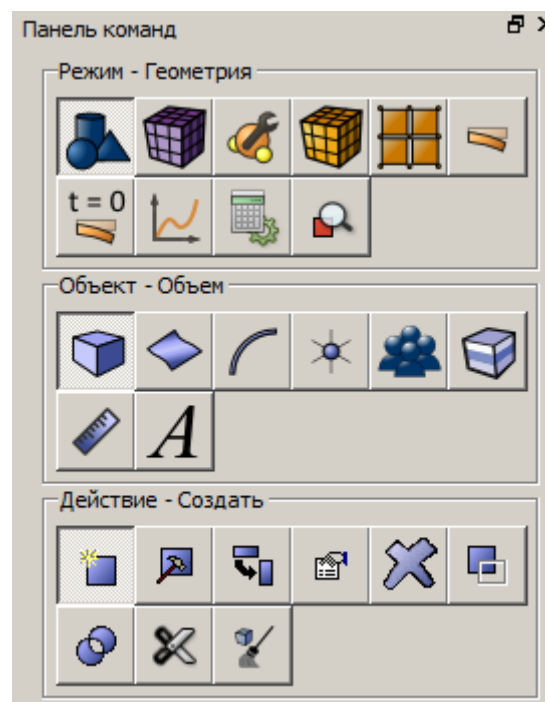 Панель команд
Режим - Геометрия
t = 0
Объект - Объем
A
Действие - Создать